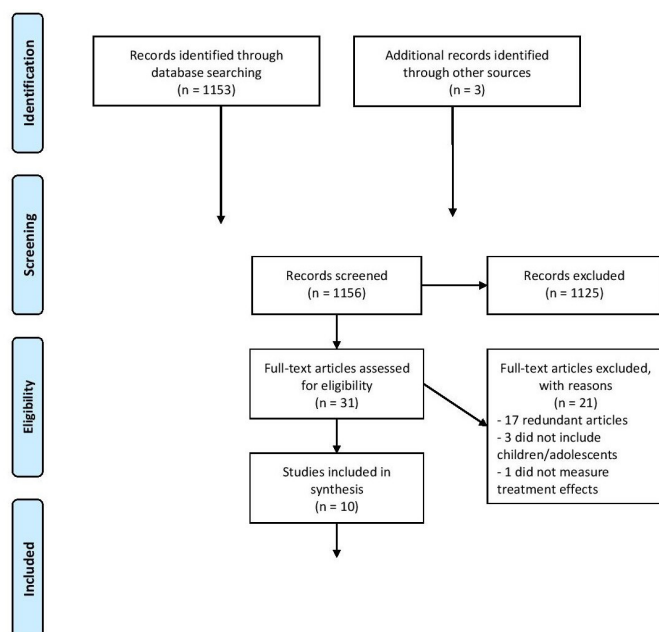 Identification
Records identified through
database searching
(n = 1153)
Additional records identified
through other sources
(n = 3)
Screening
Records screened
(n = 1156)
Records excluded
(n = 1125)
Eligibility
Full-text articles assessed
for eligibility
(n = 31)
Full-text articles excluded,
with reasons
(n = 21)
- 17 redundant articles
- 3 did not include
children/adolescents
- 1 did not measure
treatment effects
Studies included in
synthesis
(n = 10)
Included